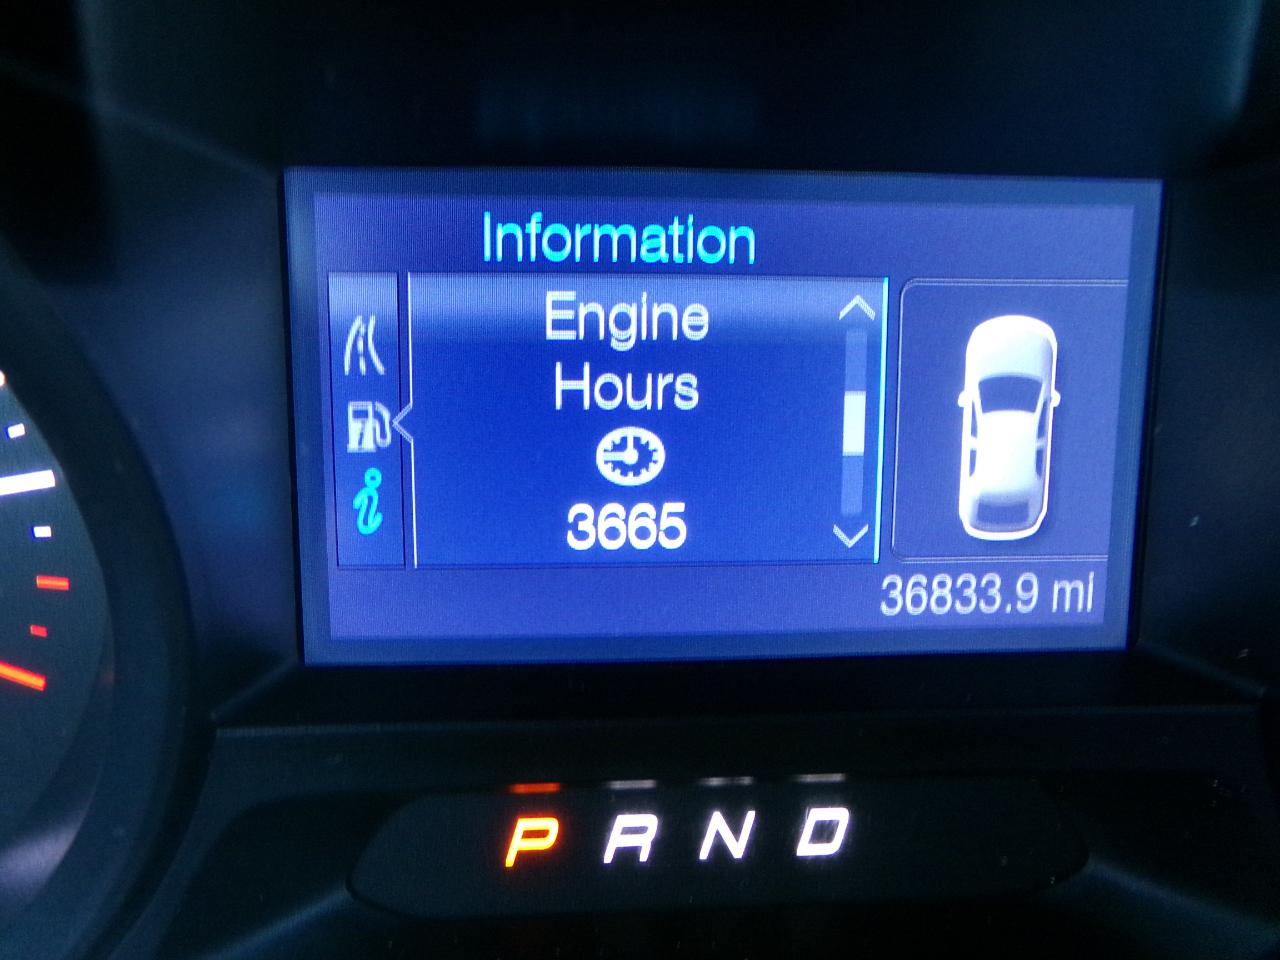 Information
Engine
Hours
3665
36833.9 mi
P R N D